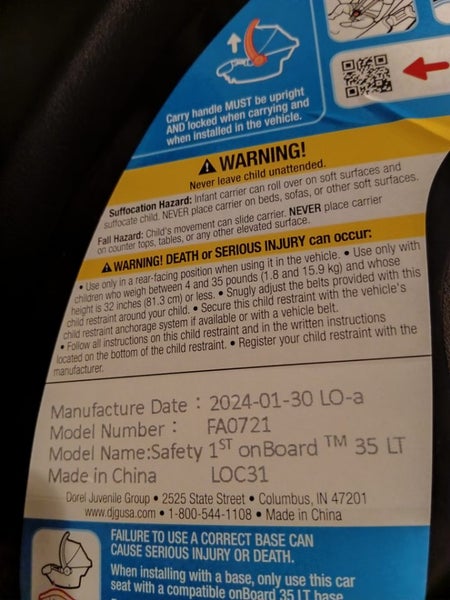 Carry handle MUST be upright
AND locked when carrying and
when installed in the vehicle.
WARNING!
Never leave child unattended.
Suffocation Hazard: Infant carrier can roll over on soft surfaces and
suffocate child. NEVER place carrier on beds, sofas, or other soft surfaces.
Fall Hazard: Child's movement can slide carrier. NEVER place carrier
on counter tops, tables, or any other elevated surface.
WARNING! DEATH or SERIOUS INJURY can occur:
• Use only in a rear-facing position when using it in the vehicle. • Use only with
children who weigh between 4 and 35 pounds (1.8 and 15.9 kg) and whose
height is 32 inches (81.3 cm) or less. • Snugly adjust the belts provided with this
child restraint around your child. • Secure this child restraint with the vehicle's
child restraint anchorage system if available or with a vehicle belt.
• Follow all instructions on this child restraint and in the written instructions
located on the bottom of the child restraint. • Register your child restraint with the
manufacturer.
Manufacture Date : 2024-01-30 LO-a
Model Number : FA0721
Model Name:Safety 1ST onBoard TM 35 LT
Made in China LOC31
Dorel Juvenile Group • 2525 State Street • Columbus, IN 47201
www.djgusa.com • 1-800-544-1108 • Made in China
FAILURE TO USE A CORRECT BASE CAN
CAUSE SERIOUS INJURY OR DEATH.
When installing with a base, only use this car
seat with a compatible onBoard 35 LT base